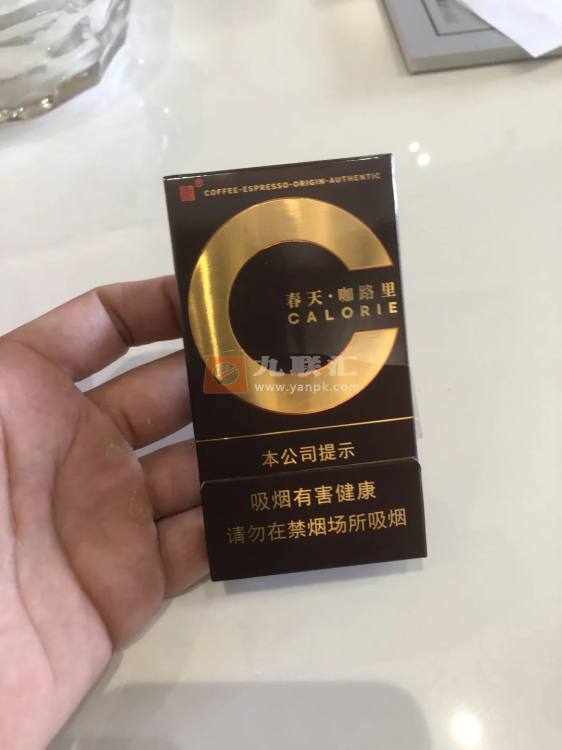 COFFEE-ESPRESSO-ORIGIN-AUTHENTIC
春天·咖路里
CALORIE
九联汇
www.yanpk.com
本公司提示
吸烟有害健康
请勿在禁烟场所吸烟